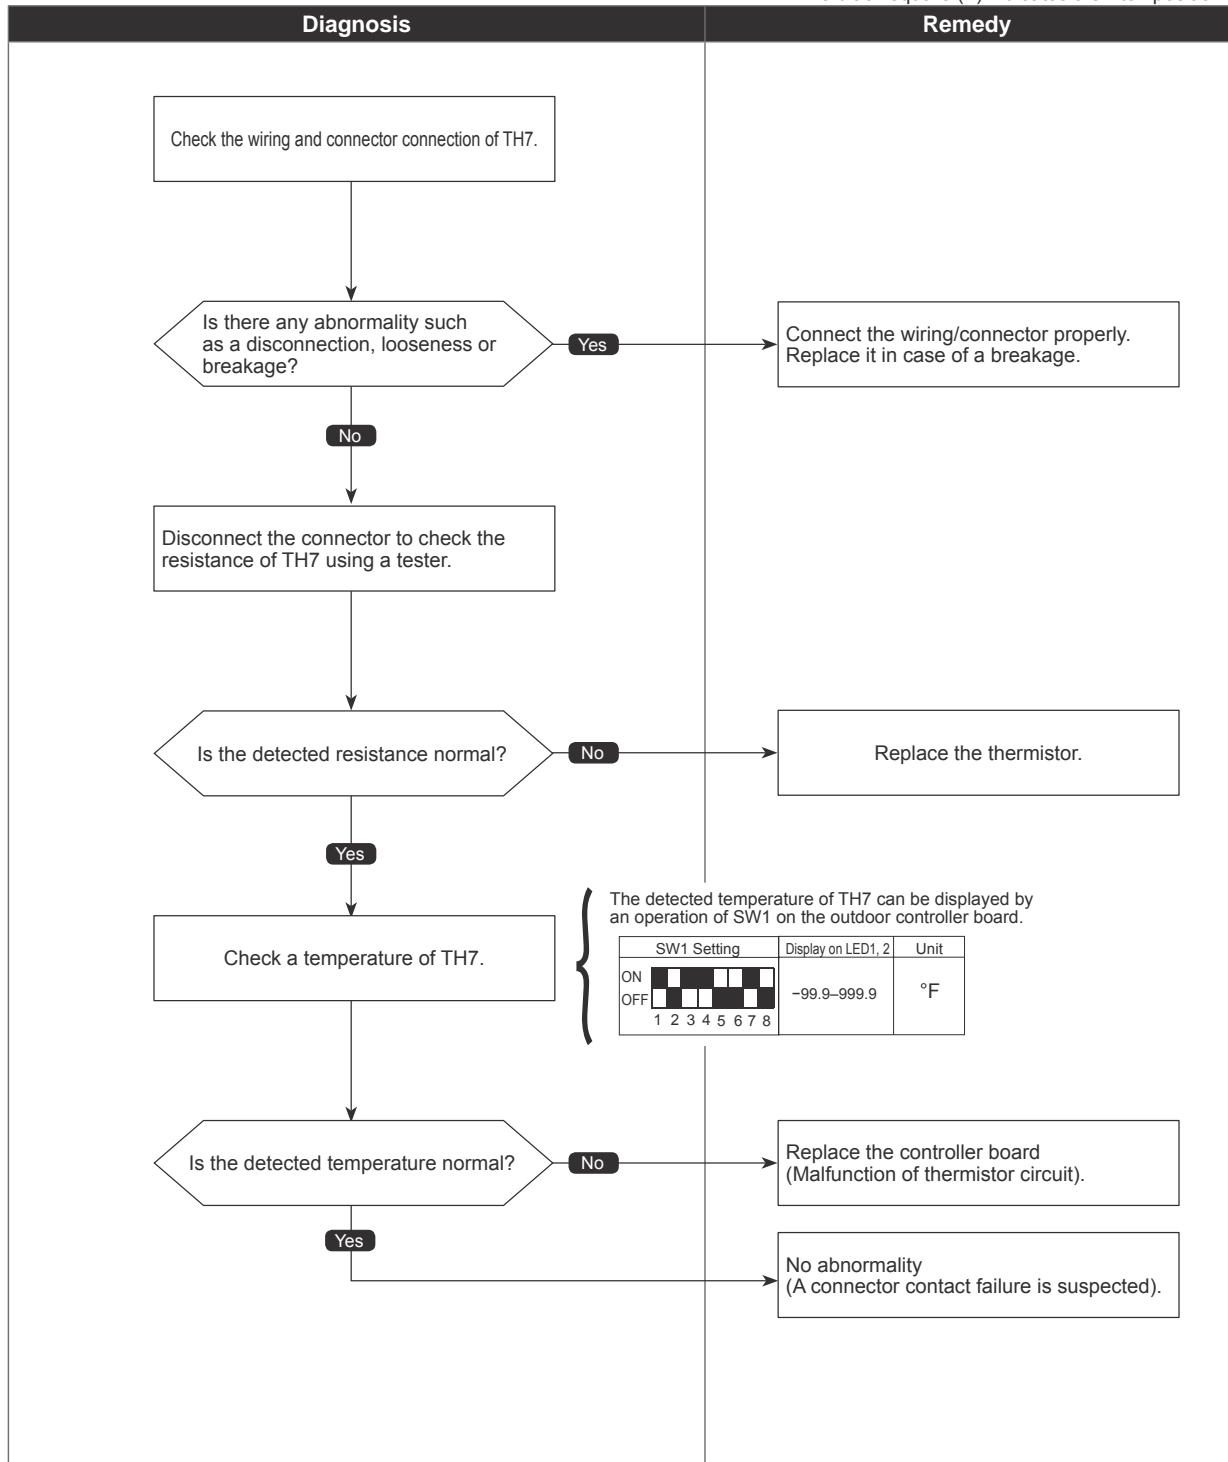 Diagnosis
Remedy
Check the wiring and connector connection of TH7.
Is there any abnormality such
as a disconnection, looseness or
breakage?
Yes
Connect the wiring/connector properly.
Replace it in case of a breakage.
No
Disconnect the connector to check the
resistance of TH7 using a tester.
Is the detected resistance normal?
No
Replace the thermistor.
Yes
Check a temperature of TH7.
The detected temperature of TH7 can be displayed by
an operation of SW1 on the outdoor controller board.
SW1 Setting
Display on LED1, 2
Unit
ON
OFF
1 2 3 4 5 6 7 8
−99.9–999.9
°F
Is the detected temperature normal?
No
Replace the controller board
(Malfunction of thermistor circuit).
Yes
No abnormality
(A connector contact failure is suspected).